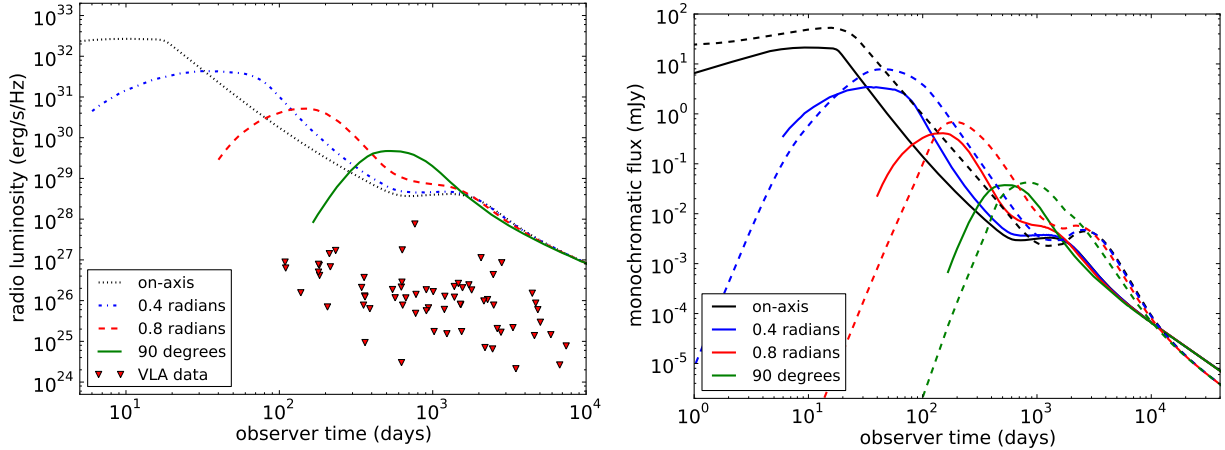 10^33
10^32
10^31
10^30
10^29
10^28
10^27
10^26
10^25
10^24
radio luminosity (erg/s/Hz)
on-axis
0.4 radians
0.8 radians
90 degrees
VLA data
10^1
10^2
10^3
10^4
observer time (days)
10^2
10^1
10^0
10^-1
10^-2
10^-3
10^-4
10^-5
monochromatic flux (mJy)
on-axis
0.4 radians
0.8 radians
90 degrees
10^0
10^1
10^2
10^3
10^4
observer time (days)